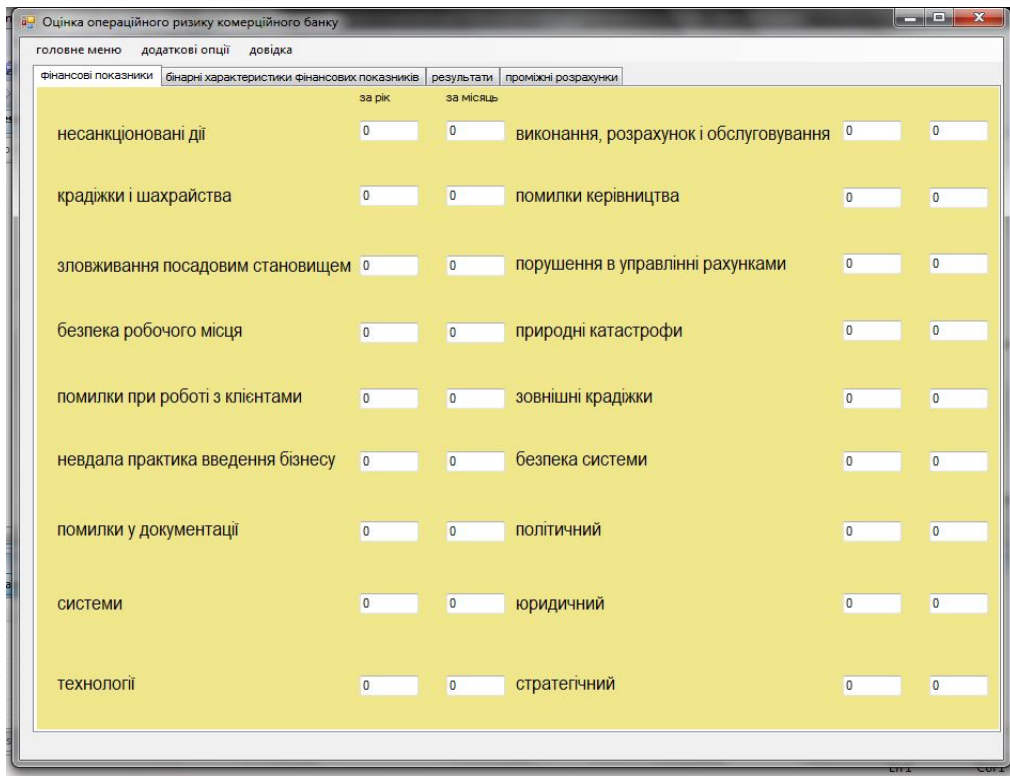 Оцінка операційного ризику комерційного банку
головне меню додаткові опції довідка
фінансові показники бінарні характеристики фінансових показників результати проміжні розрахунки
за рік за місяць
несанкціоновані дії 0 0 виконання, розрахунок і обслуговування 0 0
крадіжки і шахрайства 0 0 помилки керівництва 0 0
зловживання посадовим становищем 0 0 порушення в управлінні рахунками 0 0
безпека робочого місця 0 0 природні катастрофи 0 0
помилки при роботі з клієнтами 0 0 зовнішні крадіжки 0 0
невдала практика введення бізнесу 0 0 безпека системи 0 0
помилки у документації 0 0 політичний 0 0
системи 0 0 юридичний 0 0
технології 0 0 стратегічний 0 0